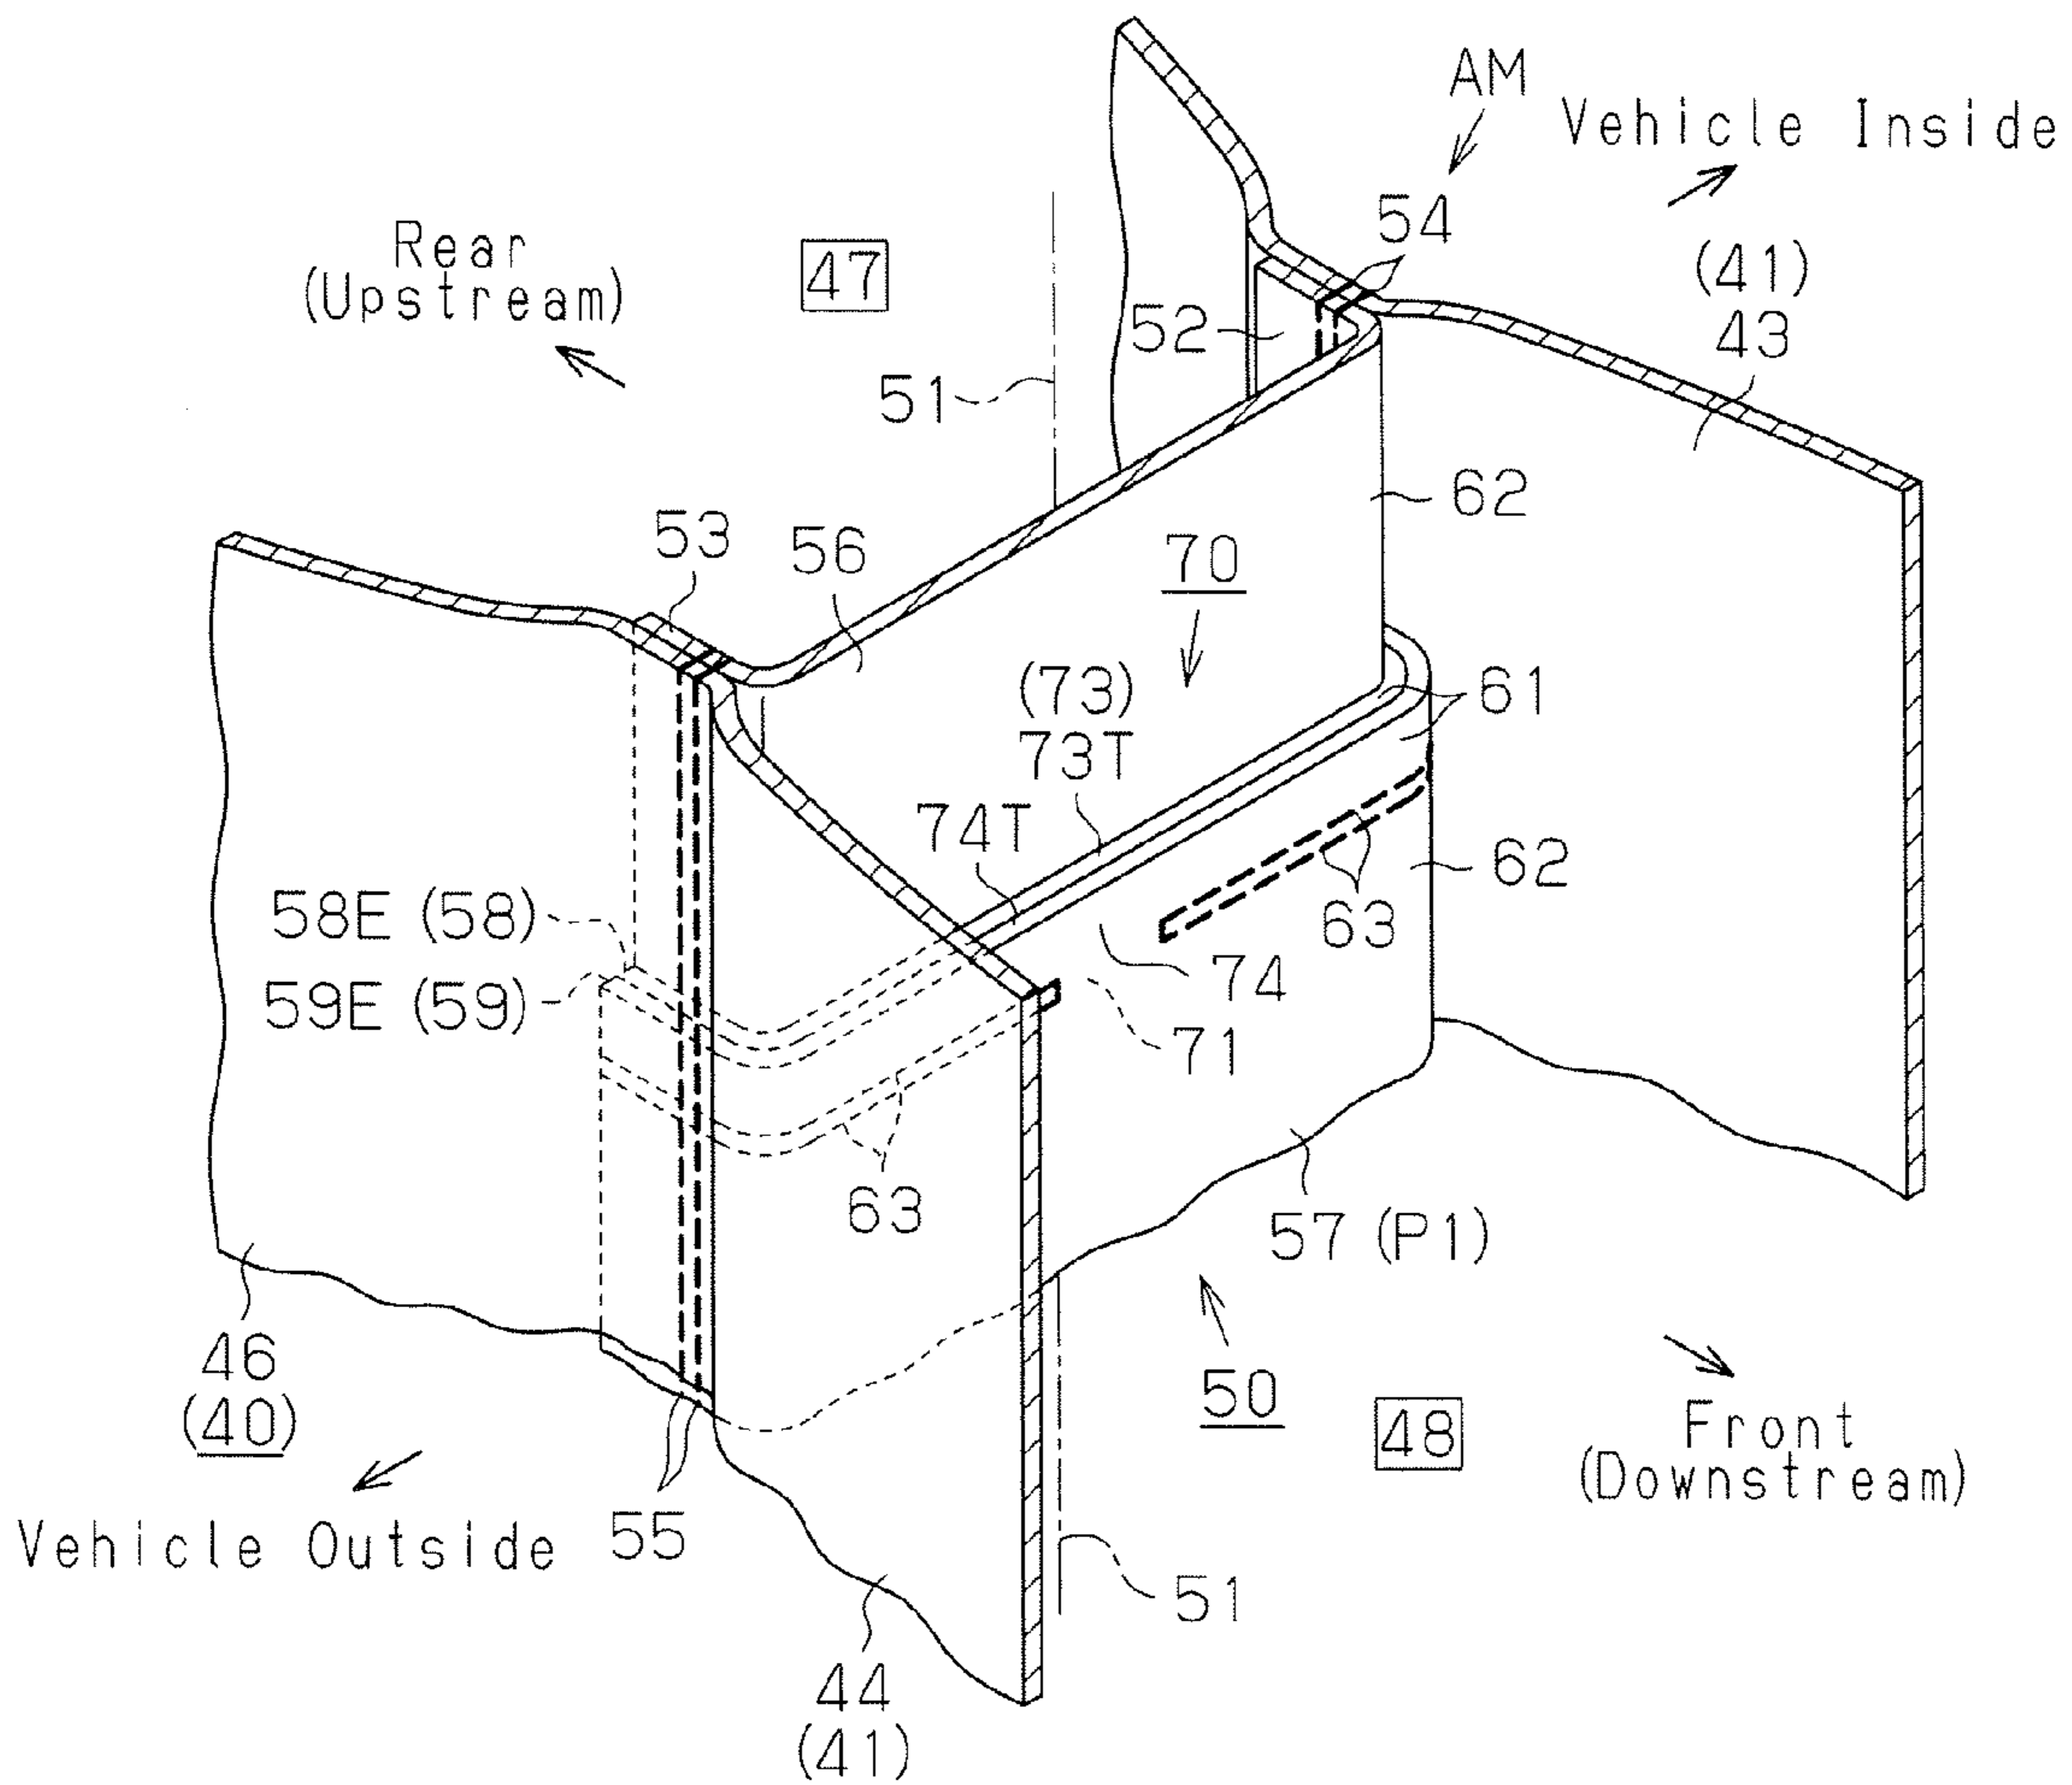 AM
Vehicle Inside
54
Rear
(Upstream)
47
(41)
43
52
51
62
53
56
70
(73)
73T
61
74T
62
58E (58)
63
59E (59)
74
71
63
57 (P1)
46
(40)
50
48
Front
(Downstream)
Vehicle Outside
55
51
44
(41)